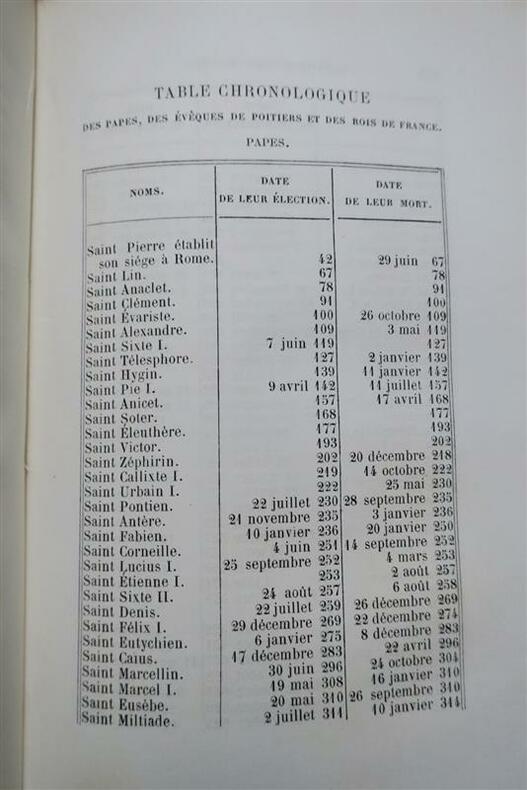 TABLE CHRONOLOGIQUE
DES PAPES, DES ÉVÊQUES DE POITIERS ET DES ROIS DE FRANCE.
PAPES.
NOMS. DATE DE LEUR ÉLECTION. DATE DE LEUR MORT.
Saint Pierre établit
son siége à Rome. 42 29 juin 67
Saint Lin. 67 78
Saint Anaclet. 78 91
Saint Clément. 91 100
Saint Évariste. 100 26 octobre 109
Saint Alexandre. 109 3 mai 119
Saint Sixte I. 7 juin 119 127
Saint Télesphore. 127 2 janvier 139
Saint Hygin. 139 11 janvier 142
Saint Pie I. 9 avril 142 11 juillet 157
Saint Anicet. 157 17 avril 168
Saint Soter. 168 177
Saint Éleuthère. 177 193
Saint Victor. 193 202
Saint Zéphirin. 202 20 décembre 218
Saint Callixte I. 219 14 octobre 222
Saint Urbain I. 222 25 mai 230
Saint Pontien. 22 juillet 230 28 septembre 235
Saint Antère. 21 novembre 235 3 janvier 236
Saint Fabien. 10 janvier 236 20 janvier 250
Saint Corneille. 4 juin 251 14 septembre 252
Saint Lucius I. 25 septembre 252 4 mars 253
Saint Étienne I. 253 2 août 257
Saint Sixte II. 24 août 257 6 août 258
Saint Denis. 22 juillet 259 26 décembre 269
Saint Félix I. 29 décembre 269 22 décembre 274
Saint Eutychien. 6 janvier 275 8 décembre 283
Saint Caïus. 17 décembre 283 22 avril 296
Saint Marcellin. 30 juin 296 24 octobre 304
Saint Marcel I. 19 mai 308 16 janvier 310
Saint Eusèbe. 20 mai 310 26 septembre 310
Saint Miltiade. 2 juillet 311 10 janvier 314